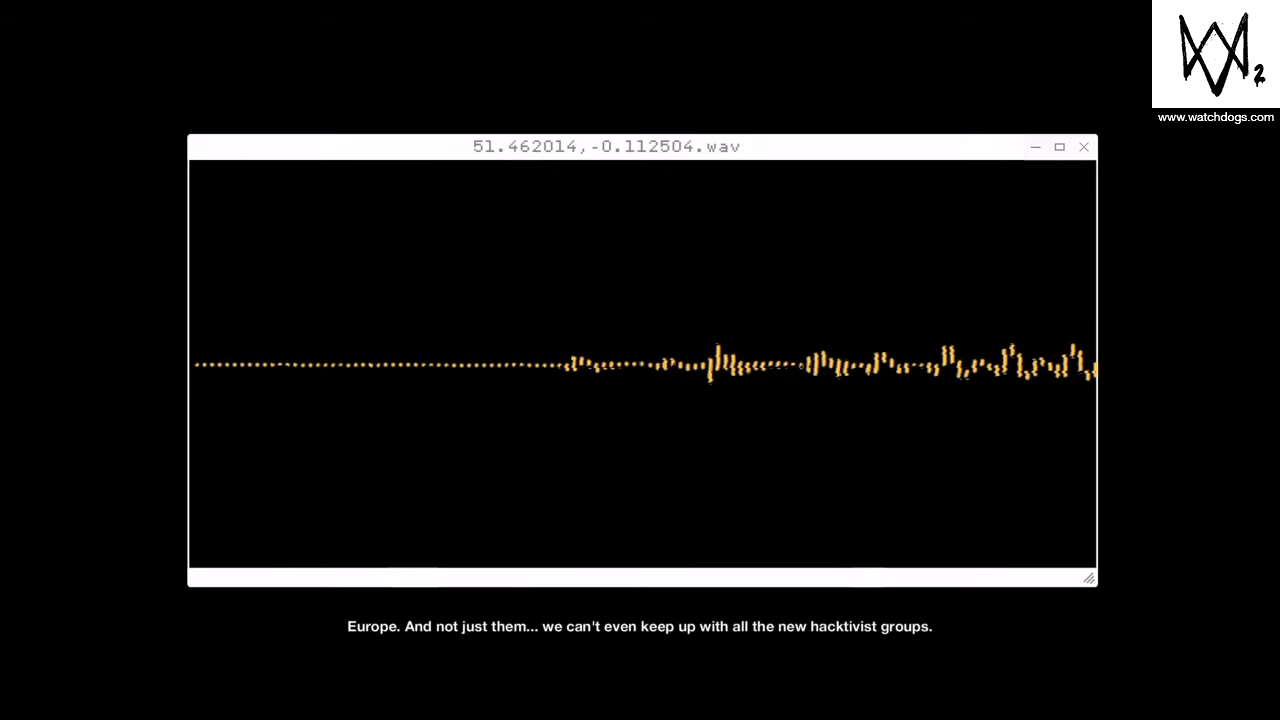 2
www.watchdogs.com
51.462014,-0.112504.wav
Europe. And not just them... we can't even keep up with all the new hacktivist groups.